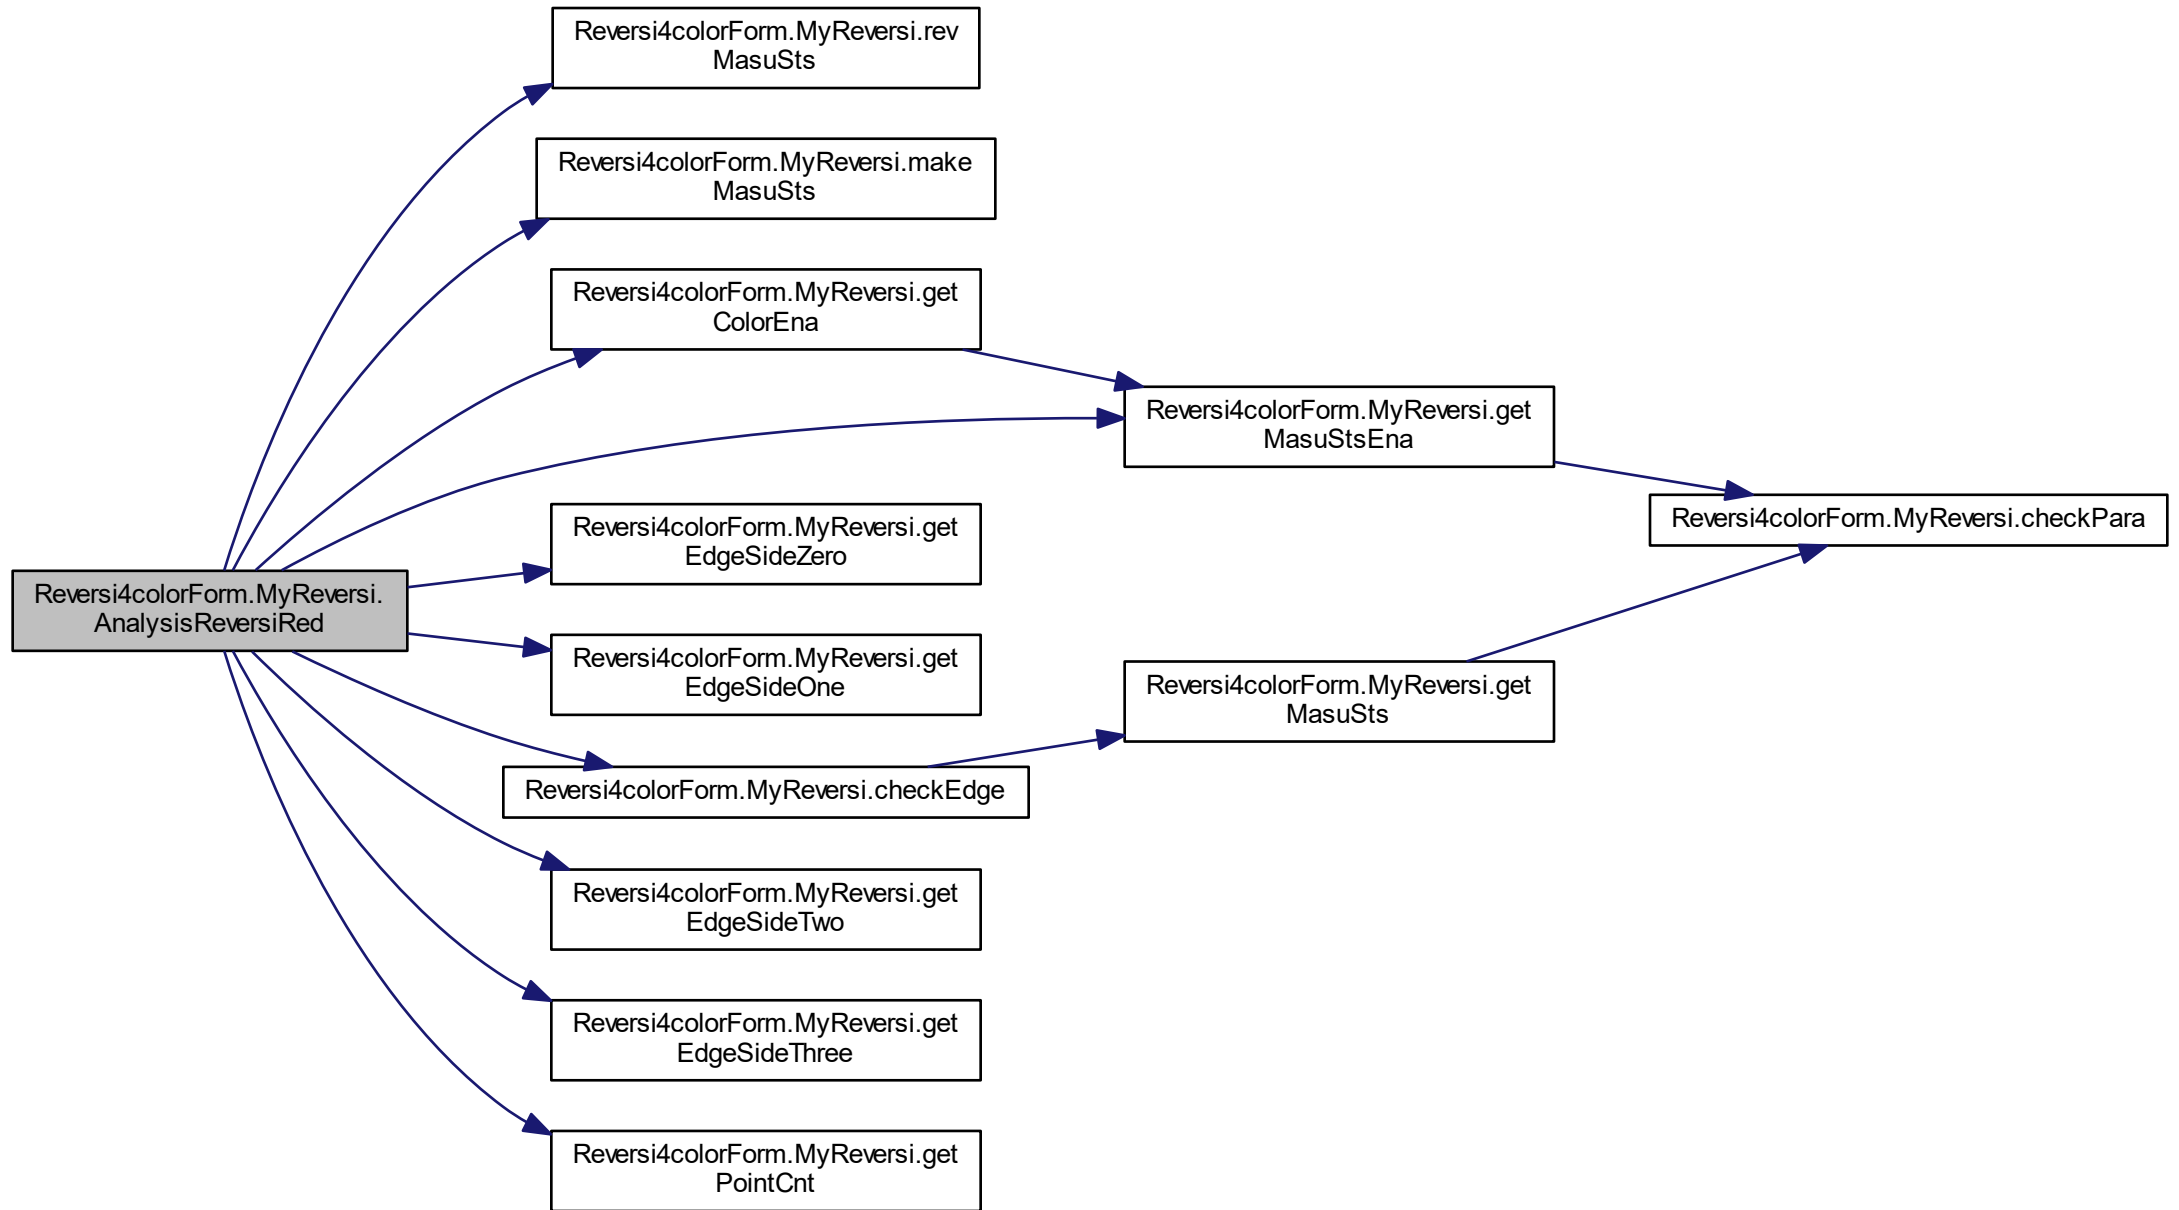 Reversi4colorForm.MyReversi.rev
MasuSts
Reversi4colorForm.MyReversi.make
MasuSts
Reversi4colorForm.MyReversi.get
ColorEna
Reversi4colorForm.MyReversi.get
MasuStsEna
Reversi4colorForm.MyReversi.checkPara
Reversi4colorForm.MyReversi.get
EdgeSideZero
Reversi4colorForm.MyReversi.
AnalysisReversiRed
Reversi4colorForm.MyReversi.get
EdgeSideOne
Reversi4colorForm.MyReversi.get
MasuSts
Reversi4colorForm.MyReversi.checkEdge
Reversi4colorForm.MyReversi.get
EdgeSideTwo
Reversi4colorForm.MyReversi.get
EdgeSideThree
Reversi4colorForm.MyReversi.get
PointCnt